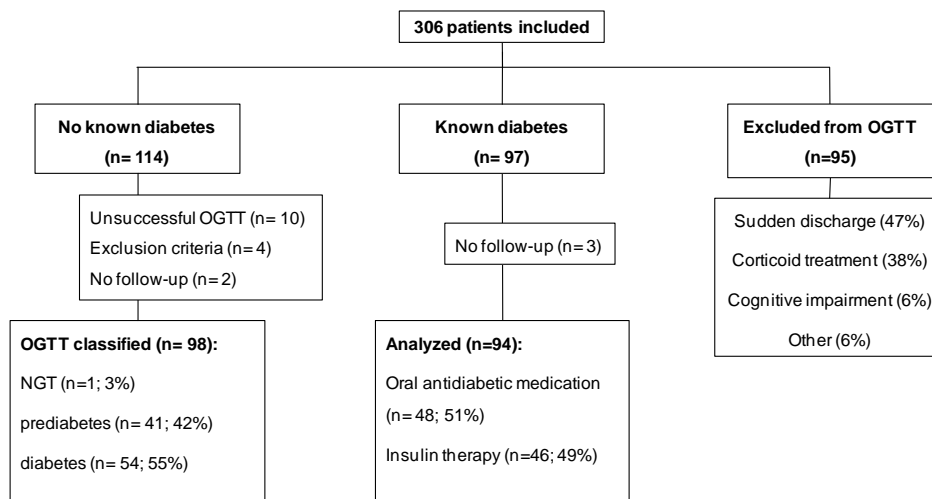 306 patients included
No known diabetes
(n= 114)
Known diabetes
(n= 97)
Excluded from OGTT
(n=95)
Unsuccessful OGTT (n= 10)
Exclusion criteria (n= 4)
No follow-up (n= 2)
No follow-up (n= 3)
Sudden discharge (47%)
Corticoid treatment (38%)
Cognitive impairment (6%)
Other (6%)
OGTT classified (n= 98):
NGT (n=1; 3%)
prediabetes (n= 41; 42%)
diabetes (n= 54; 55%)
Analyzed (n=94):
Oral antidiabetic medication
(n= 48; 51%)
Insulin therapy (n=46; 49%)